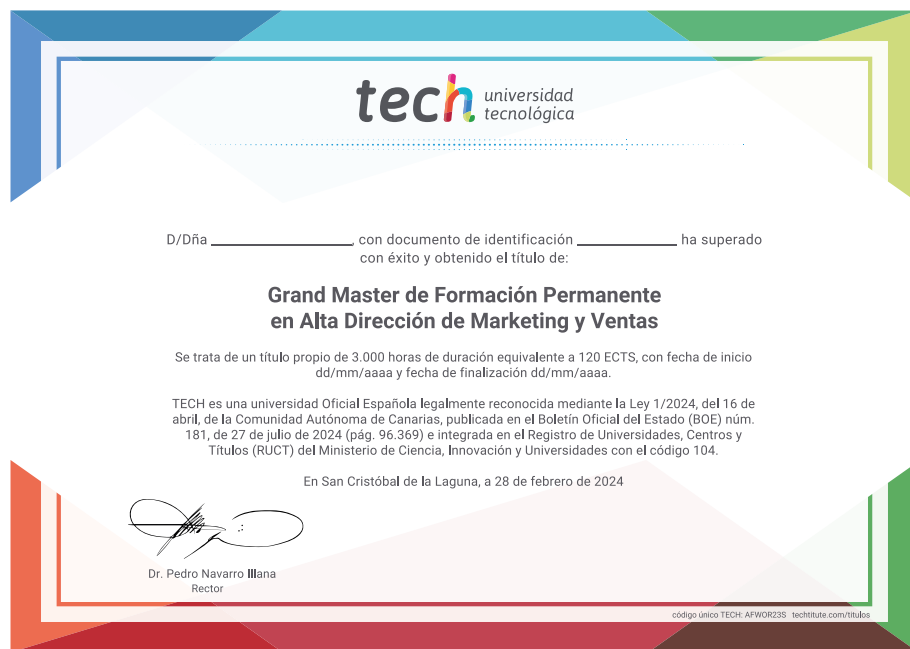 tech universidad
tecnológica
D/Dña ________________, con documento de identificación ___________ ha superado
con éxito y obtenido el título de:
Grand Master de Formación Permanente
en Alta Dirección de Marketing y Ventas
Se trata de un título propio de 3.000 horas de duración equivalente a 120 ECTS, con fecha de inicio
dd/mm/aaaa y fecha de finalización dd/mm/aaaa.
TECH es una universidad Oficial Española legalmente reconocida mediante la Ley 1/2024, del 16 de
abril, de la Comunidad Autónoma de Canarias, publicada en el Boletín Oficial del Estado (BOE) núm.
181, de 27 de julio de 2024 (pág. 96.369) e integrada en el Registro de Universidades, Centros y
Títulos (RUCT) del Ministerio de Ciencia, Innovación y Universidades con el código 104.
En San Cristóbal de la Laguna, a 28 de febrero de 2024
Dr. Pedro Navarro Illana
Rector
código único TECH: AFWOR23S techtitute.com/titulos